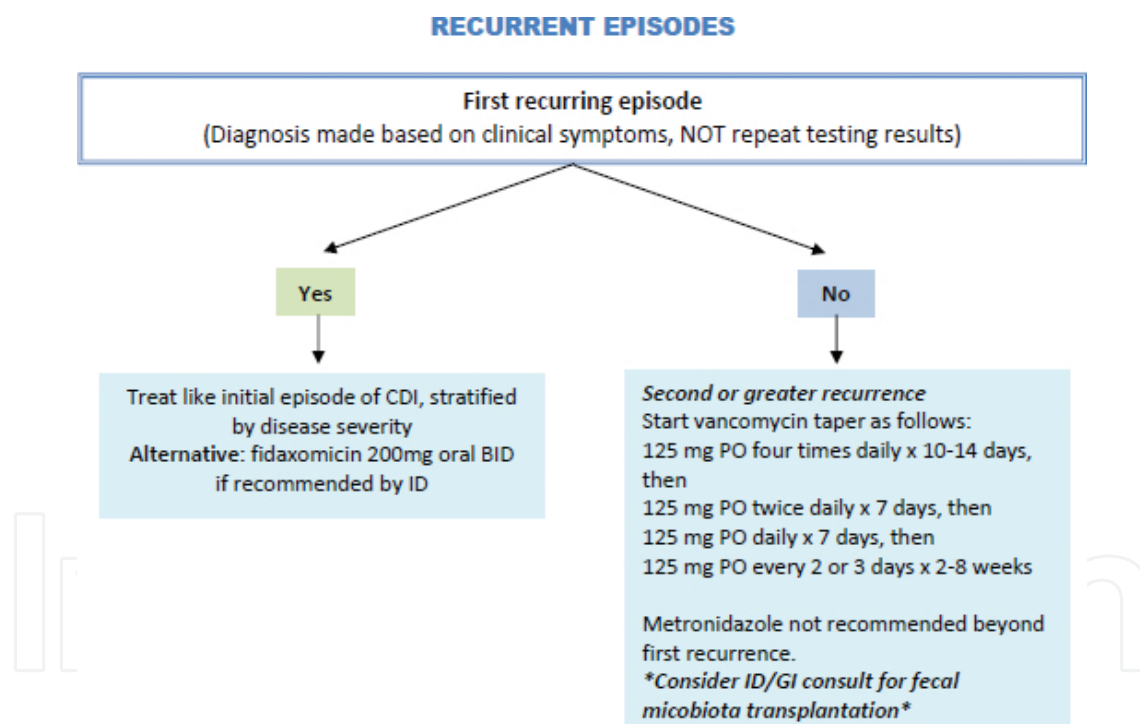 RECURRENT EPISODES
First recurring episode
(Diagnosis made based on clinical symptoms, NOT repeat testing results)
Yes
No
Treat like initial episode of CDI, stratified
by disease severity
Alternative: fidaxomicin 200mg oral BID
if recommended by ID
Second or greater recurrence
Start vancomycin taper as follows:
125 mg PO four times daily x 10-14 days,
then
125 mg PO twice daily x 7 days, then
125 mg PO daily x 7 days, then
125 mg PO every 2 or 3 days x 2-8 weeks
Metronidazole not recommended beyond
first recurrence.
*Consider ID/GI consult for fecal
micobiota transplantation*